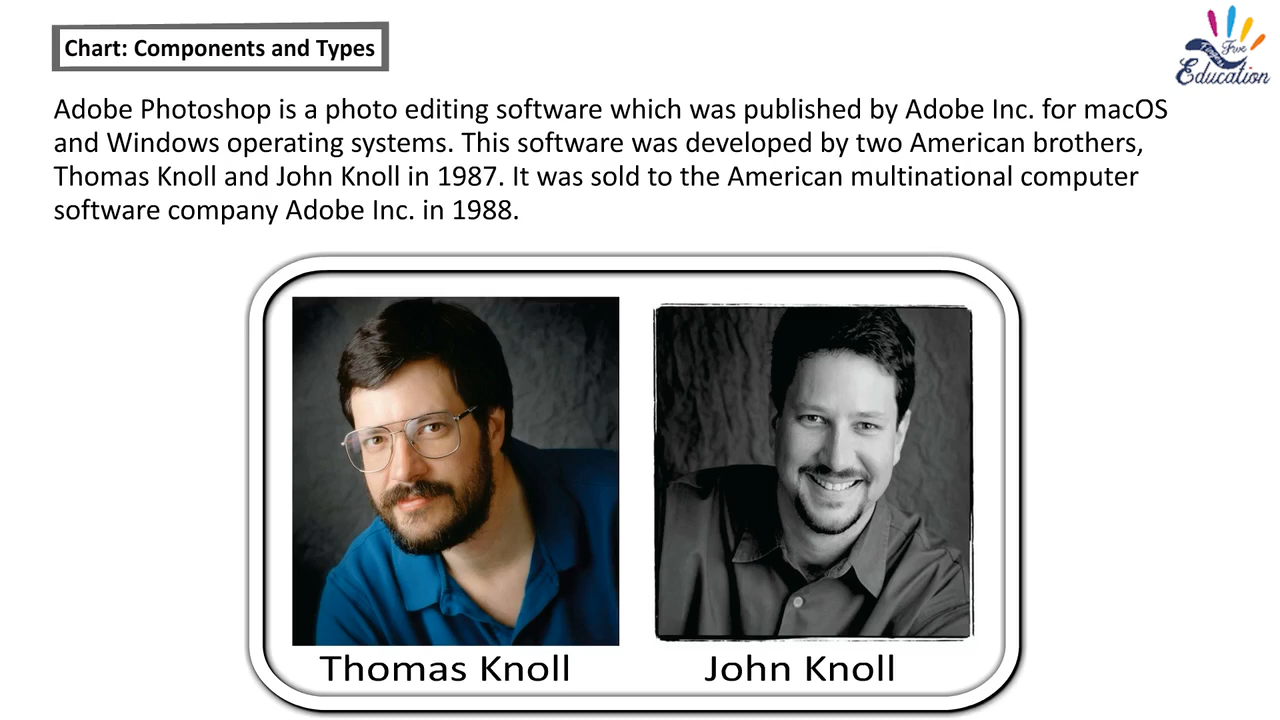 Chart: Components and Types
Five
Fingers
Education
Adobe Photoshop is a photo editing software which was published by Adobe Inc. for macOS
and Windows operating systems. This software was developed by two American brothers,
Thomas Knoll and John Knoll in 1987. It was sold to the American multinational computer
software company Adobe Inc. in 1988.
Thomas Knoll
John Knoll